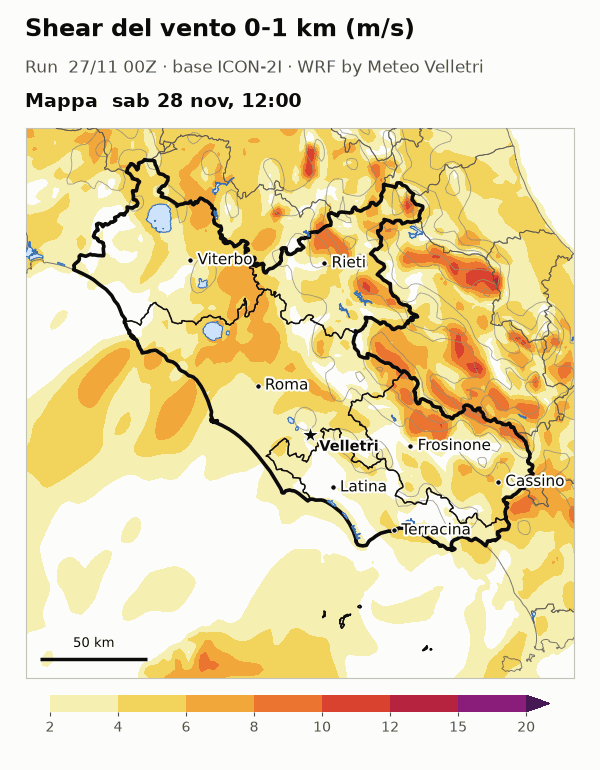 Shear del vento 0-1 km (m/s)
Run  27/11 00Z · base ICON-2I · WRF by Meteo Velletri
Mappa  sab 28 nov, 12:00
Viterbo
Rieti
Roma
Velletri
Frosinone
Cassino
Latina
Terracina
50 km
2 4 6 8 10 12 15 20